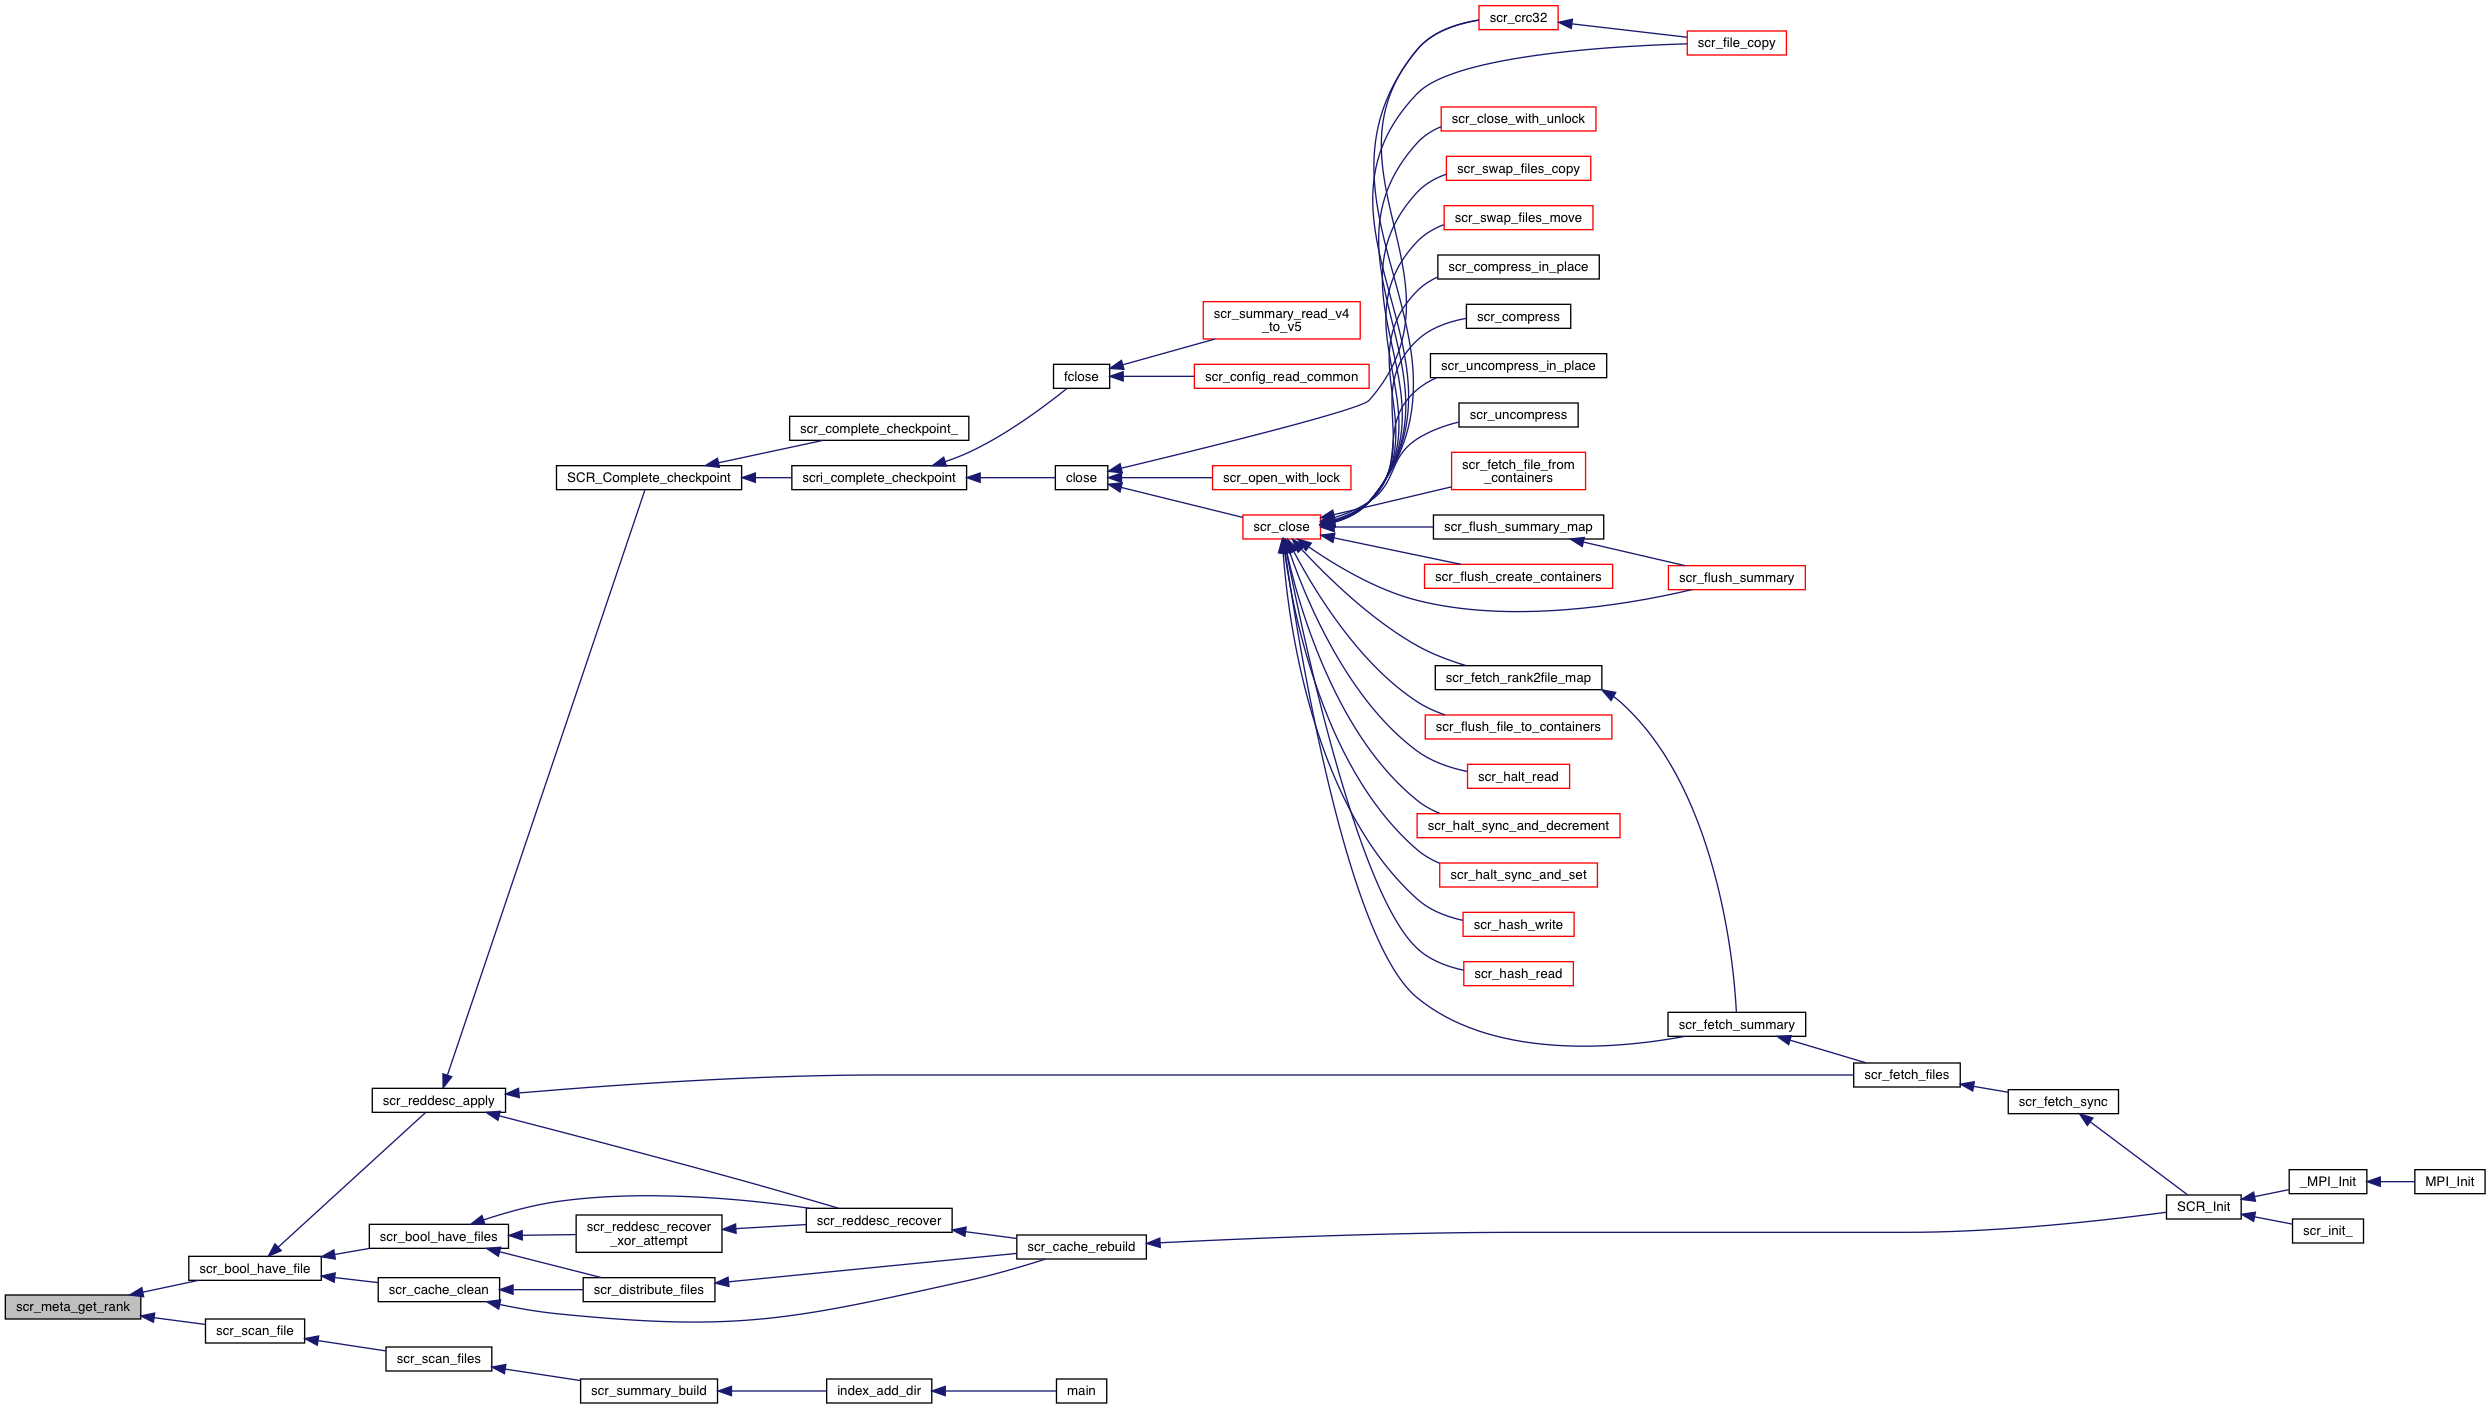 scr_crc32
scr_file_copy
scr_close_with_unlock
scr_swap_files_copy
scr_swap_files_move
scr_compress_in_place
scr_summary_read_v4
_to_v5
scr_compress
scr_uncompress_in_place
fclose
scr_config_read_common
scr_uncompress
scr_complete_checkpoint_
SCR_Complete_checkpoint
scri_complete_checkpoint
close
scr_open_with_lock
scr_fetch_file_from
_containers
scr_close
scr_flush_summary_map
scr_flush_create_containers
scr_flush_summary
scr_fetch_rank2file_map
scr_flush_file_to_containers
scr_halt_read
scr_halt_sync_and_decrement
scr_halt_sync_and_set
scr_hash_write
scr_hash_read
scr_fetch_summary
scr_fetch_files
scr_reddesc_apply
scr_fetch_sync
_MPI_Init
MPI_Init
SCR_Init
scr_init_
scr_reddesc_recover
scr_bool_have_files
scr_reddesc_recover
_xor_attempt
scr_cache_rebuild
scr_bool_have_file
scr_cache_clean
scr_distribute_files
scr_meta_get_rank
scr_scan_file
scr_scan_files
scr_summary_build
index_add_dir
main